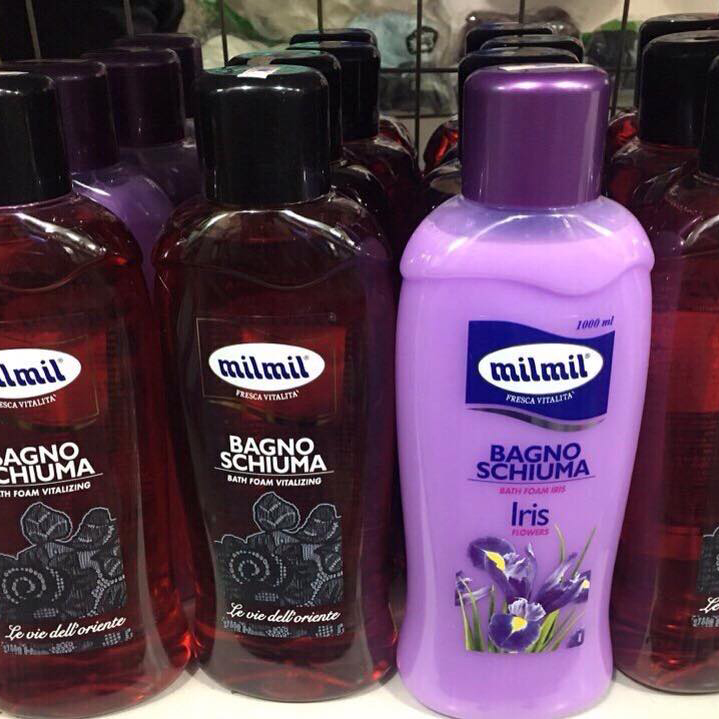 milmil®
FRESCA VITALITA'
BAGNO
SCHIUMA
BATH FOAM VITALIZING
Le vie dell'oriente
milmil®
FRESCA VITALITA'
BAGNO
SCHIUMA
BATH FOAM VITALIZING
Le vie dell'oriente
1000 ml
milmil®
FRESCA VITALITA'
BAGNO
SCHIUMA
BATH FOAM IRIS
Iris
FLOWERS